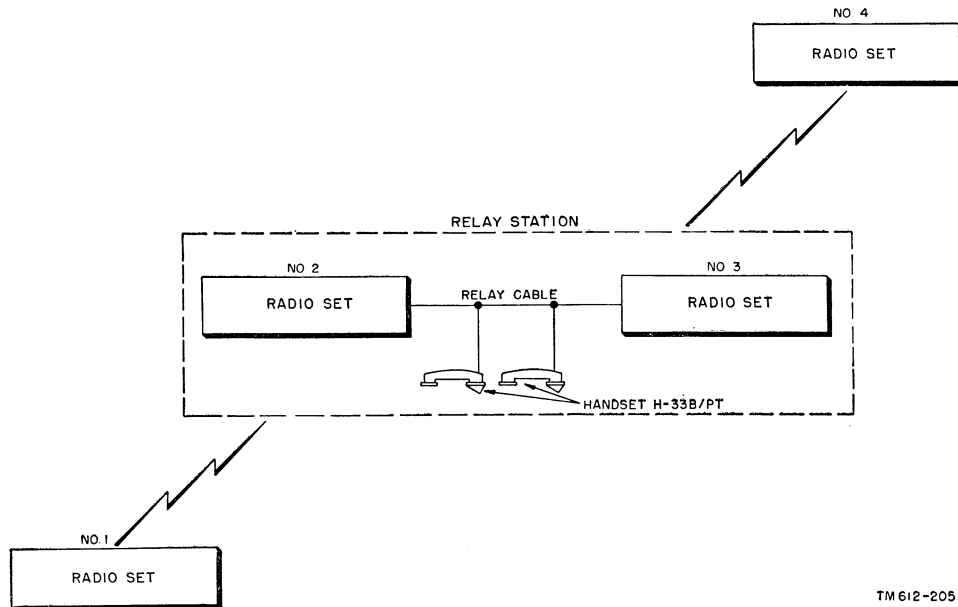 NO. 4
RADIO SET
RELAY STATION
NO. 2
RADIO SET
RELAY CABLE
NO. 3
RADIO SET
HANDSET H-33B/PT
NO. 1
RADIO SET
TM 612-205